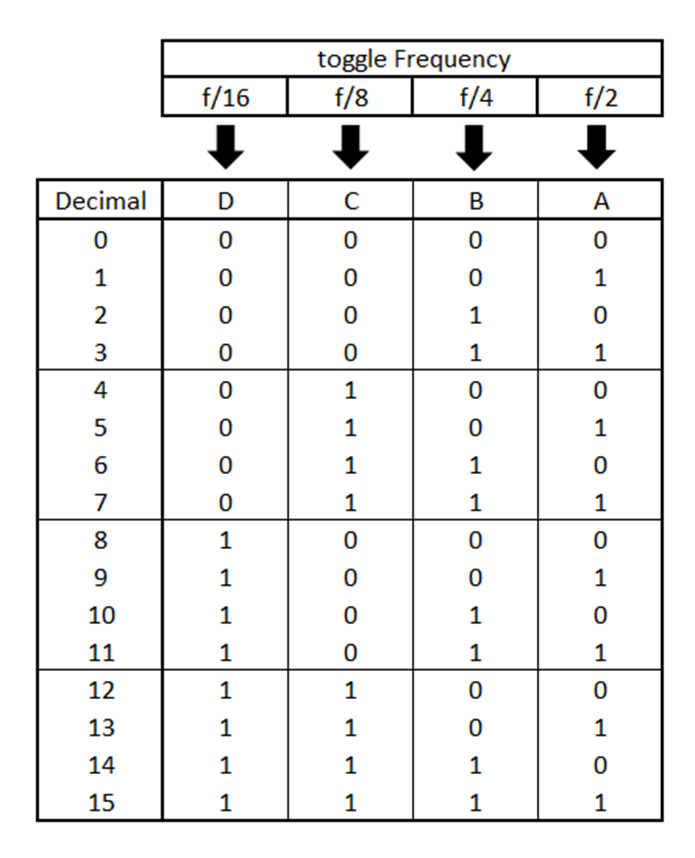 toggle Frequency
f/16 f/8 f/4 f/2
Decimal D C B A
0 0 0 0 0
1 0 0 0 1
2 0 0 1 0
3 0 0 1 1
4 0 1 0 0
5 0 1 0 1
6 0 1 1 0
7 0 1 1 1
8 1 0 0 0
9 1 0 0 1
10 1 0 1 0
11 1 0 1 1
12 1 1 0 0
13 1 1 0 1
14 1 1 1 0
15 1 1 1 1